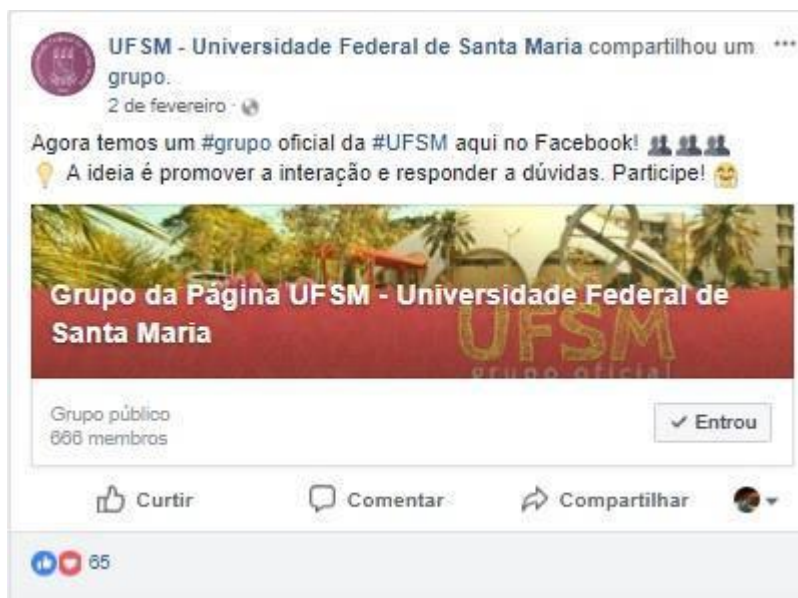 UFSM - Universidade Federal de Santa Maria compartilhou um
grupo.
2 de fevereiro ·
Agora temos um #grupo oficial da #UFSM aqui no Facebook!
A ideia é promover a interação e responder a dúvidas. Participe!
Grupo da Página UFSM - Universidade Federal de
Santa Maria
UFSM
grupo oficial
Grupo público
666 membros
Entrou
Curtir
Comentar
Compartilhar
65